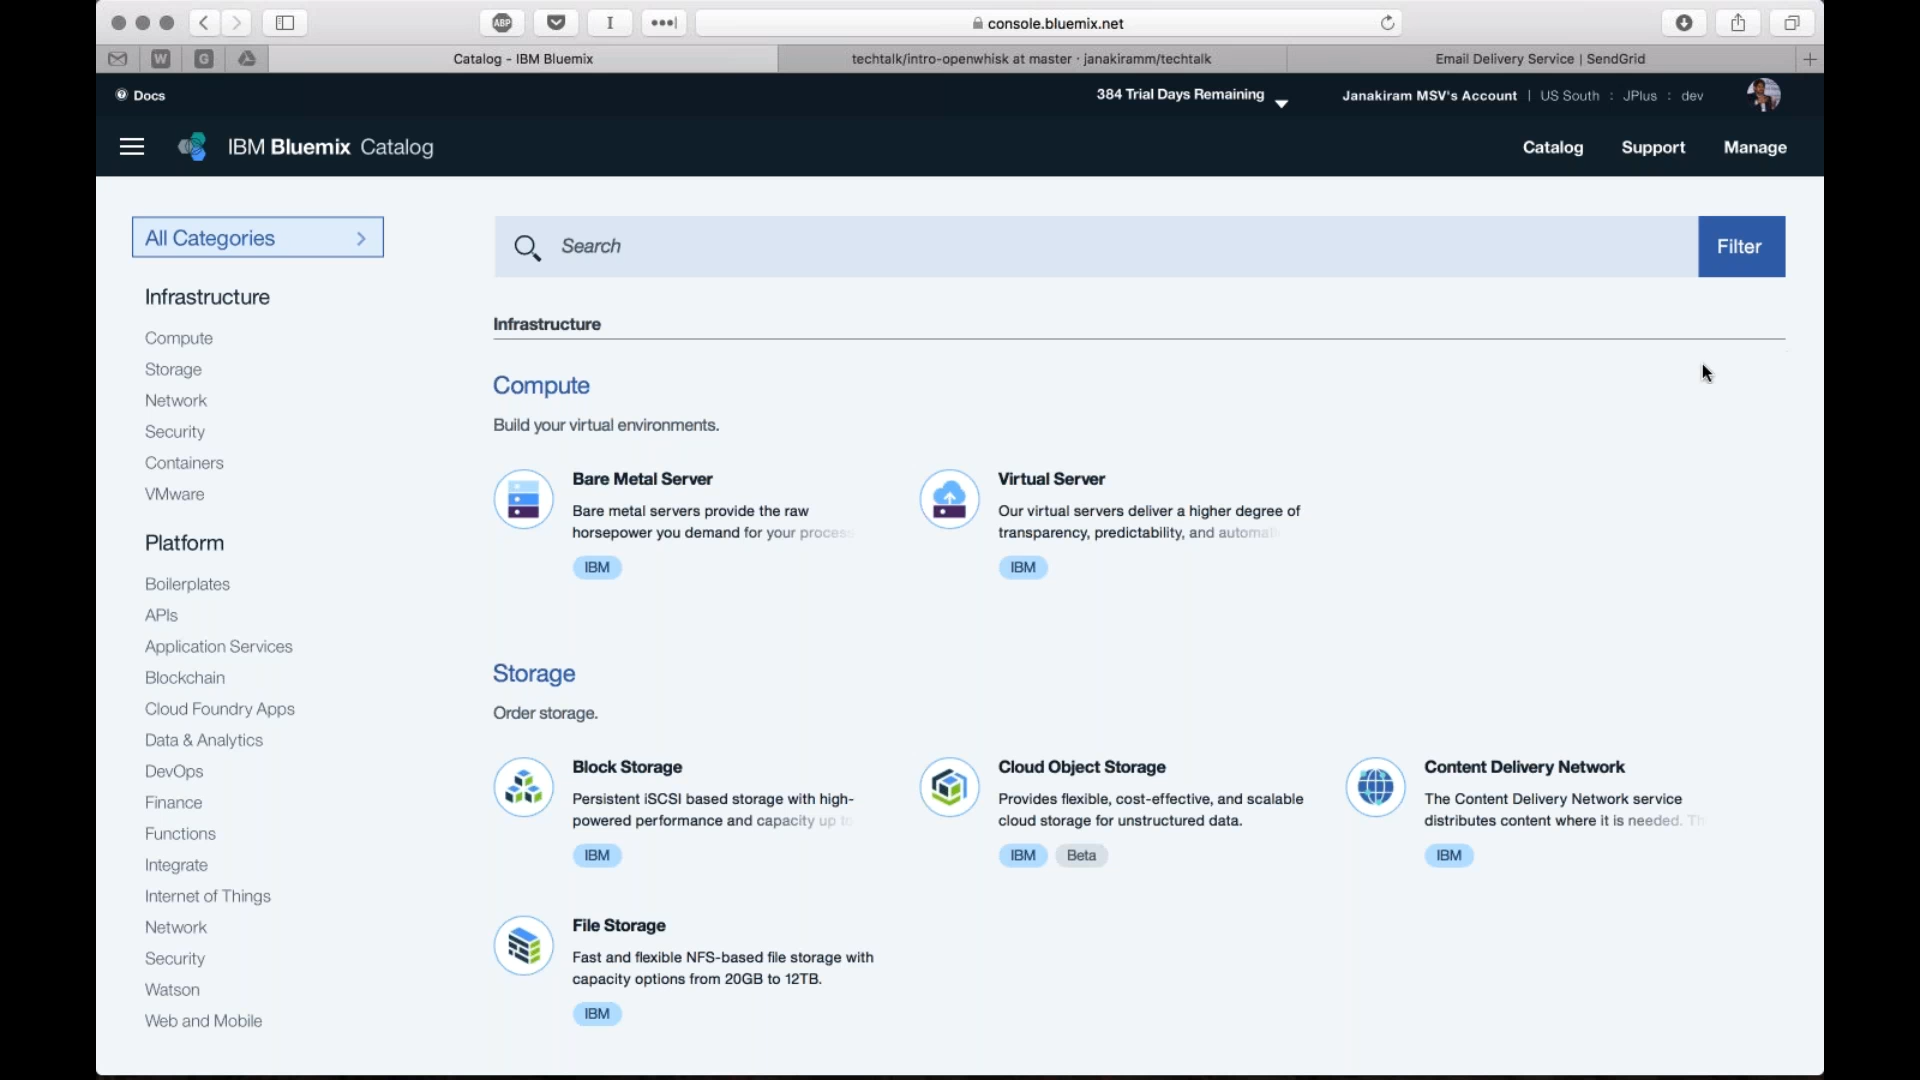 ABP
I
console.bluemix.net
W
G
Catalog - IBM Bluemix
techtalk/intro-openwhisk at master · janakiramm/techtalk
Email Delivery Service | SendGrid
Docs
384 Trial Days Remaining
Janakiram MSV's Account | US South : JPlus : dev
IBM Bluemix Catalog
Catalog
Support
Manage
All Categories
Infrastructure
Compute
Storage
Network
Security
Containers
VMware
Platform
Boilerplates
APIs
Application Services
Blockchain
Cloud Foundry Apps
Data & Analytics
DevOps
Finance
Functions
Integrate
Internet of Things
Network
Security
Watson
Web and Mobile
Search
Filter
Infrastructure
Compute
Build your virtual environments.
Bare Metal Server
Bare metal servers provide the raw
horsepower you demand for your process
IBM
Virtual Server
Our virtual servers deliver a higher degree of
transparency, predictability, and automati
IBM
Storage
Order storage.
Block Storage
Persistent iSCSI based storage with high-
powered performance and capacity up to
IBM
Cloud Object Storage
Provides flexible, cost-effective, and scalable
cloud storage for unstructured data.
IBM
Beta
Content Delivery Network
The Content Delivery Network service
distributes content where it is needed. Th
IBM
File Storage
Fast and flexible NFS-based file storage with
capacity options from 20GB to 12TB.
IBM